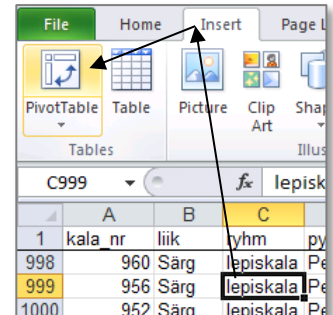 File Home Insert Page L
PivotTable Table Picture Clip Art Shap
Tables Illus
C999 fx lepisk
A B C
1 kala_nr liik ryhm py
998 960 Särg lepiskala Pe
999 956 Särg lepiskala Pe
1000 952 Särg lepiskala Pe